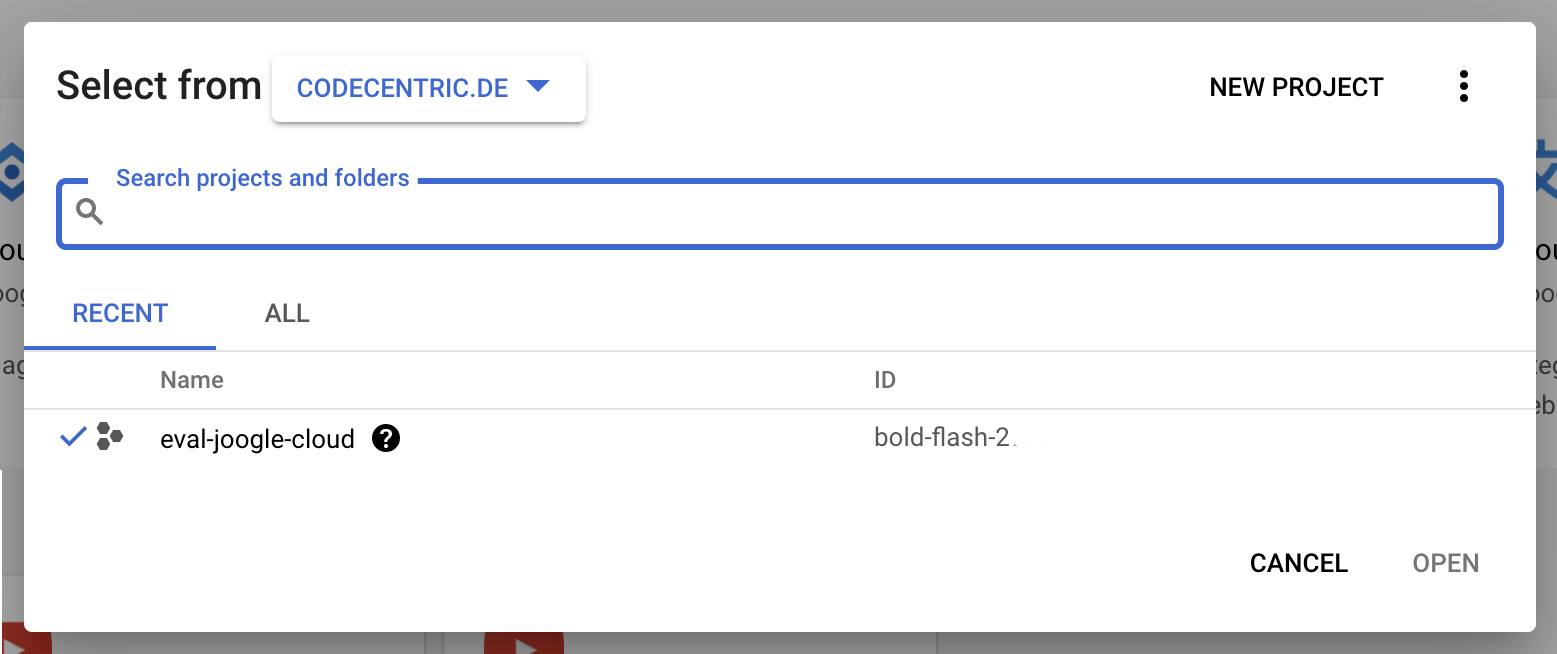 Select from CODECENTRIC.DE NEW PROJECT
Search projects and folders
RECENT ALL
Name ID
eval-joogle-cloud bold-flash-2
CANCEL OPEN